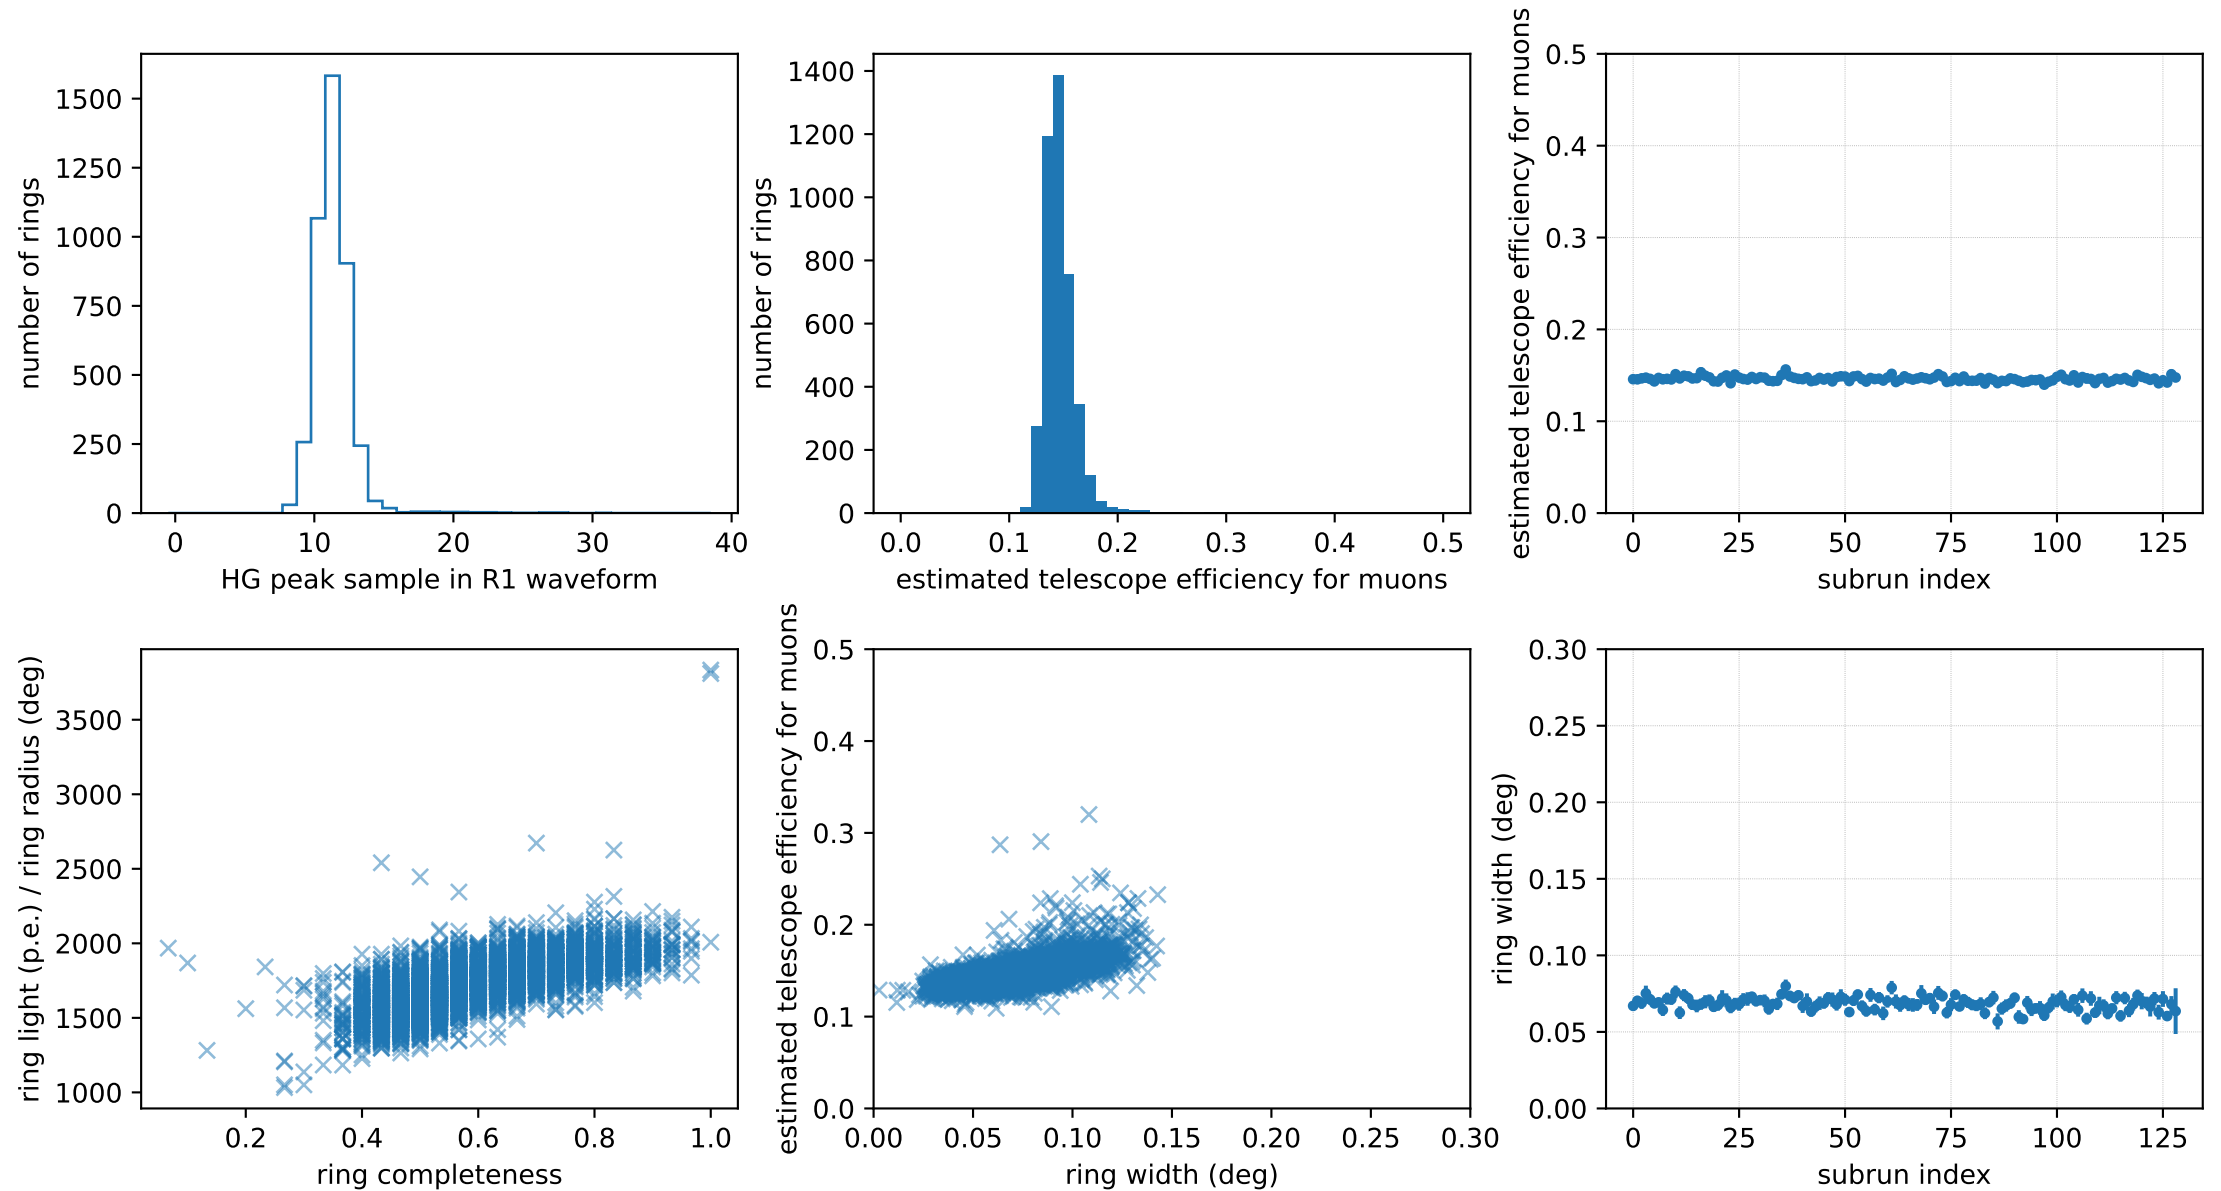 1500
1250
1000
750
500
250
0
number of rings
0 10 20 30 40
HG peak sample in R1 waveform
1400
1200
1000
800
600
400
200
0
number of rings
0.0 0.1 0.2 0.3 0.4 0.5
estimated telescope efficiency for muons
0.5
0.4
0.3
0.2
0.1
0.0
estimated telescope efficiency for muons
0 25 50 75 100 125
subrun index
3500
3000
2500
2000
1500
1000
ring light (p.e.) / ring radius (deg)
0.2 0.4 0.6 0.8 1.0
ring completeness
0.5
0.4
0.3
0.2
0.1
0.0
estimated telescope efficiency for muons
0.00 0.05 0.10 0.15 0.20 0.25 0.30
ring width (deg)
0.30
0.25
0.20
0.15
0.10
0.05
0.00
ring width (deg)
0 25 50 75 100 125
subrun index